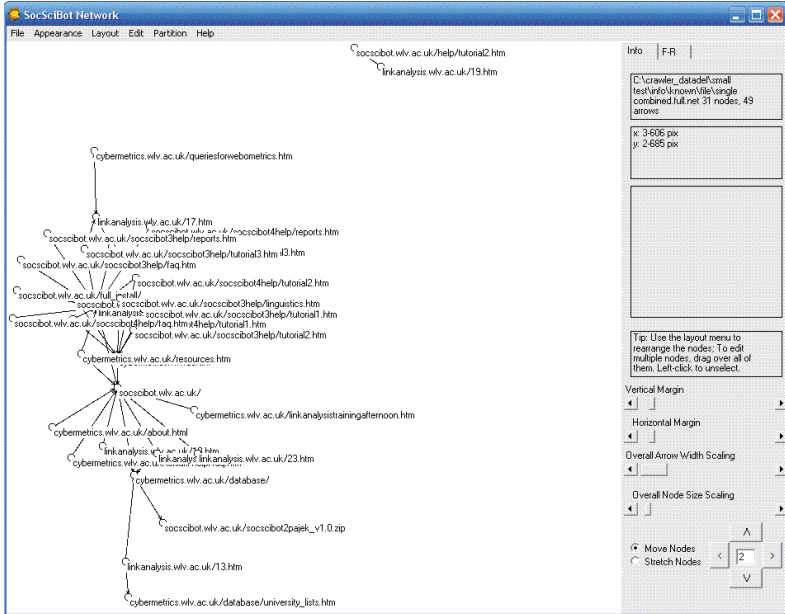 SocSciBot Network
File Appearance Layout Edit Partition Help
socscibot.wlv.ac.uk/help/tutorial2.htm
linkanalysis.wlv.ac.uk/19.htm
cybermetrics.wlv.ac.uk/queriesforwebometrics.htm
linkanalysis.wlv.ac.uk/17.htm
socscibot4help/reports.htm
socscibot.wlv.ac.uk/socscibot3help/reports.htm
socscibot.wlv.ac.uk/socscibot3help/tutorial3.htm
socscibot.wlv.ac.uk/socscibot3help/faq.htm
socscibot.wlv.ac.uk/socscibot4help/tutorial2.htm
socscibot.wlv.ac.uk/full_install/
socscibot.wlv.ac.uk/socscibot3help/linguistics.htm
linkanalysis
socscibot.wlv.ac.uk/socscibot3help/tutorial1.htm
socscibot.wlv.ac.uk/socscibot4help/faq.htm
socscibot.wlv.ac.uk/socscibot3help/tutorial2.htm
cybermetrics.wlv.ac.uk/resources.htm
socscibot.wlv.ac.uk/
cybermetrics.wlv.ac.uk/linkanalysistrainingafternoon.htm
cybermetrics.wlv.ac.uk/about.html
linkanalysis.wlv.ac.uk/23.htm
cybermetrics.wlv.ac.uk/database/
socscibot.wlv.ac.uk/socscibot2pajek_v1.0.zip
linkanalysis.wlv.ac.uk/13.htm
cybermetrics.wlv.ac.uk/database/university_lists.htm
Info F-R
C:\crawler_datadel\small
test\info\known\file\single
combined.full.net 31 nodes, 49
arrows
x: 3-606 pix
y: 2-685 pix
Tip: Use the layout menu to
rearrange the nodes; To edit
multiple nodes, drag over all of
them. Left-click to unselect.
Vertical Margin
Horizontal Margin
Overall Arrow Width Scaling
Overall Node Size Scaling
Move Nodes
Stretch Nodes
2